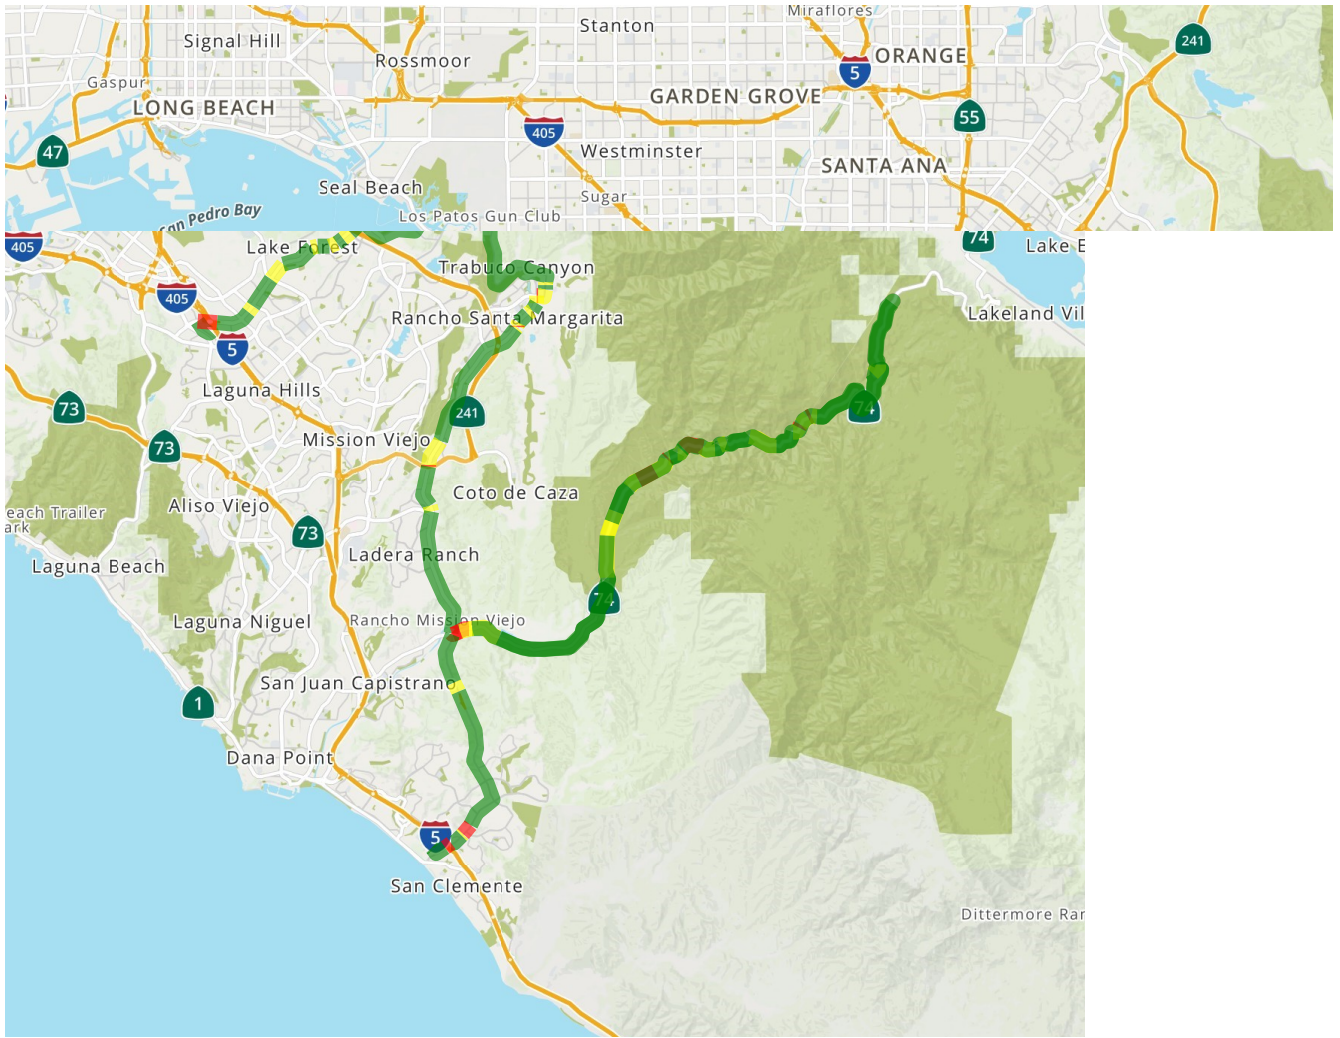 Miraflores
Stanton
Signal Hill
241
ORANGE
Rossmoor
5
Gaspur
GARDEN GROVE
LONG BEACH
55
405
47
Westminster
SANTA ANA
Seal Beach
Sugar
San Pedro Bay
Los Patos Gun Club
74
405
Lake Forest
Lake E
Trabuco Canyon
405
Lakeland Vil
Rancho Santa Margarita
5
Laguna Hills
73
241
74
Mission Viejo
73
Coto de Caza
Aliso Viejo
each Trailer
ark
73
Ladera Ranch
Laguna Beach
74
Rancho Mission Viejo
Laguna Niguel
San Juan Capistrano
1
Dana Point
5
San Clemente
Dittermore Ran